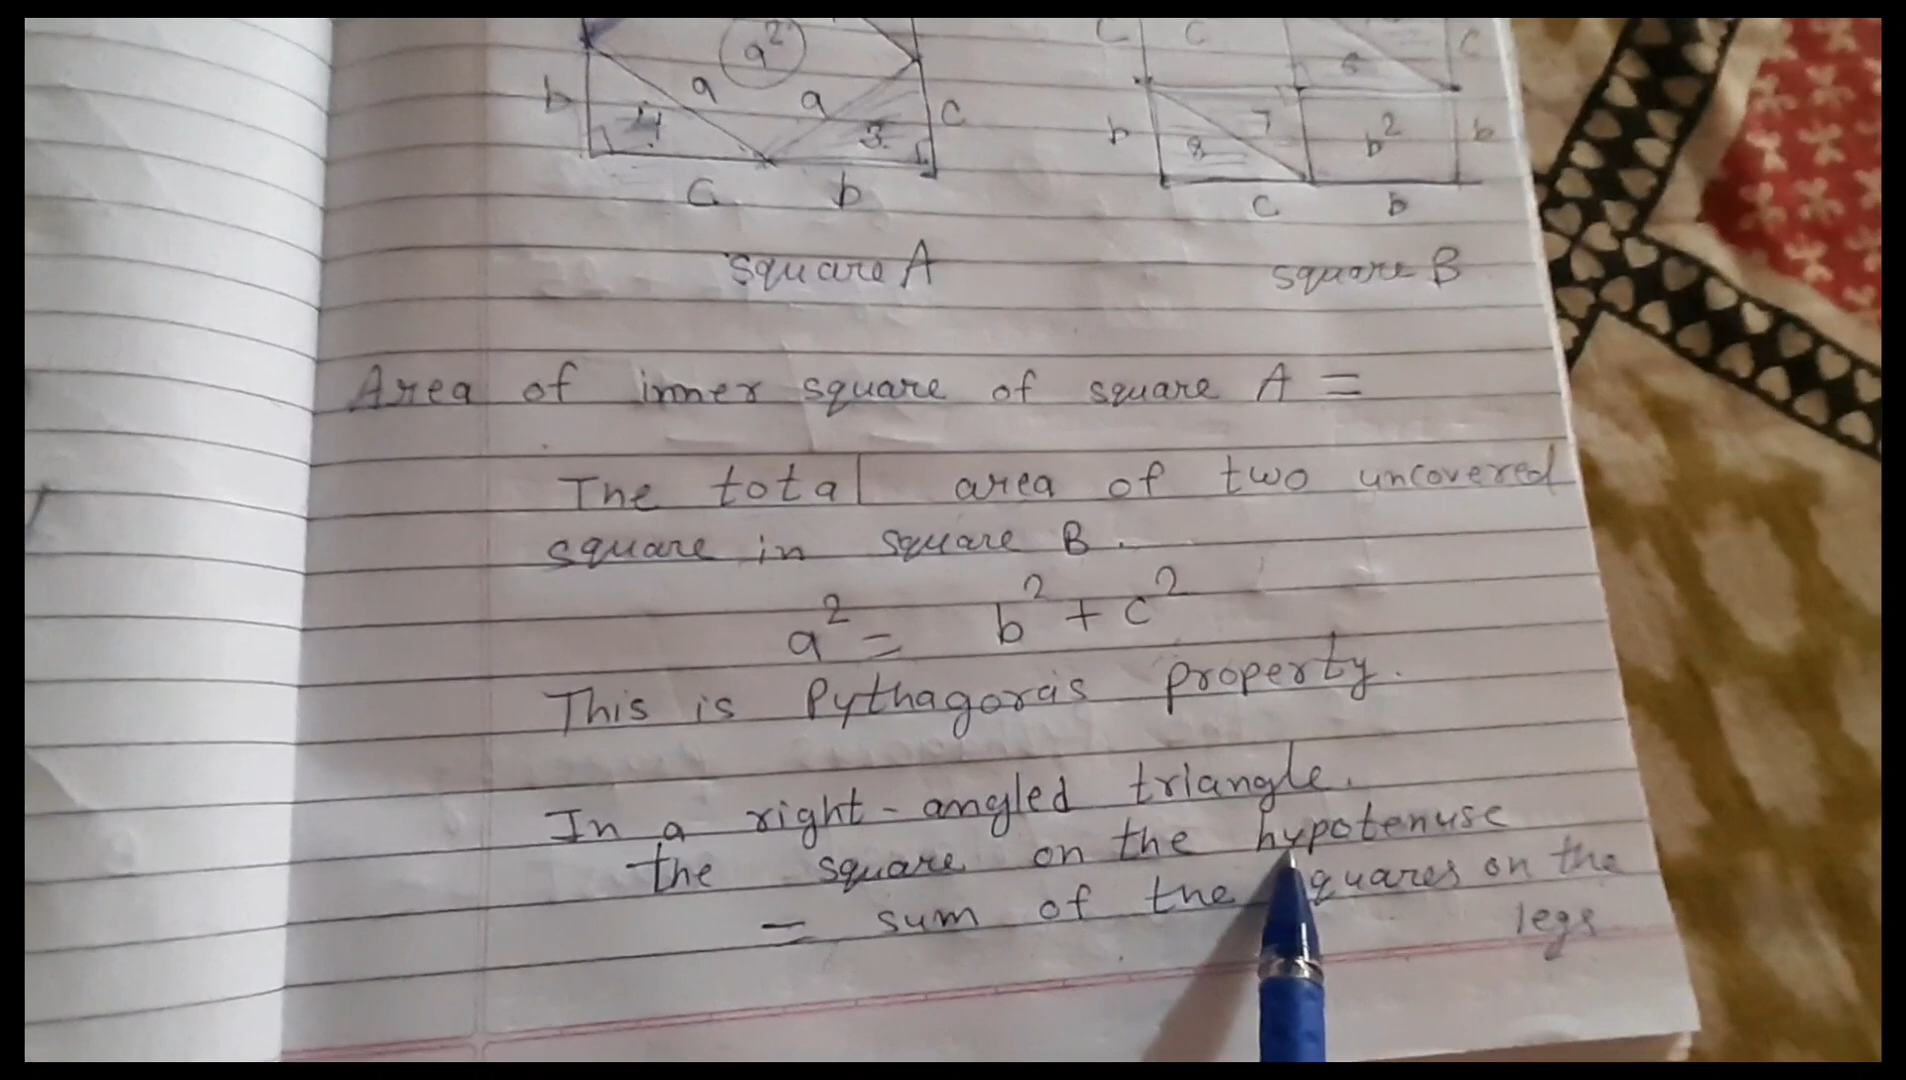 a²
C C C
b a a C 6
4 3 b 7 b² b
8
C b C b
square A square B
Area of inner square of square A =
The total area of two uncovered
square in square B.
a² = b² + c²
This is Pythagoras property.
In a right-angled triangle.
the square on the hypotenuse
= sum of the quares on the
legs